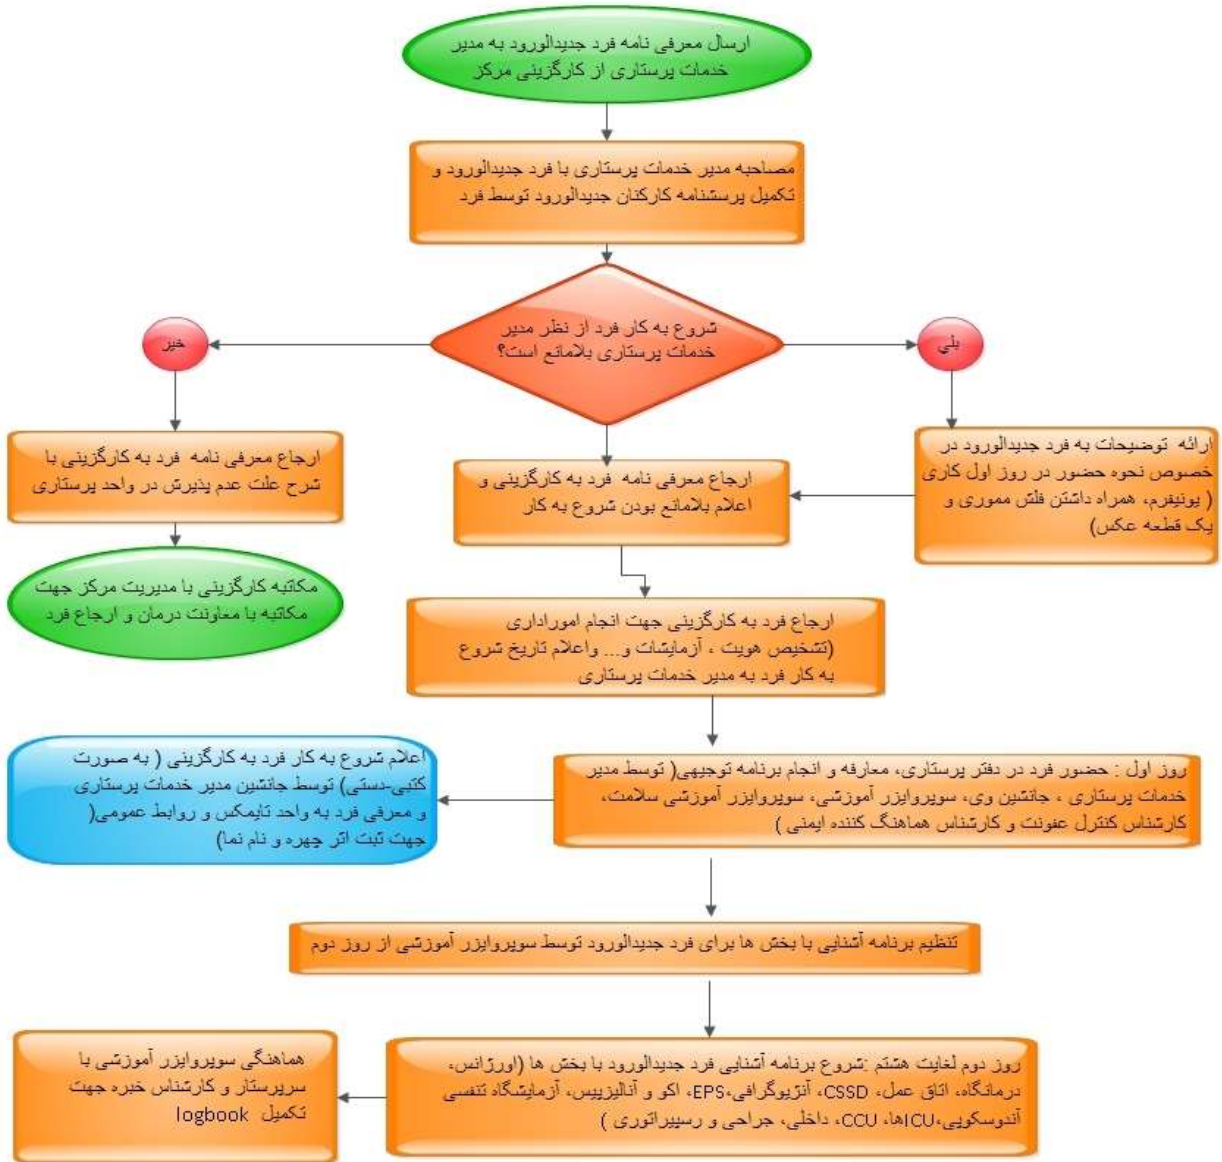 ارسال معرفی نامه فرد جدیدالورود به مدیر
خدمات پرستاری از کارگزینی مرکز
مصاحبه مدیر خدمات پرستاری با فرد جدیدالورود و
تکمیل پرسشنامه کارکنان جدیدالورود توسط فرد
شروع به کار فرد از نظر مدیر
خدمات پرستاری بلامانع است؟
بلي
خیر
ارائه توضیحات به فرد جدیدالورود در
خصوص نحوه حضور در روز اول کاری
( یونیفرم، همراه داشتن فلش مموری و
یک قطعه عکس)
ارجاع معرفی نامه فرد به کارگزینی و
اعلام بلامانع بودن شروع به کار
ارجاع معرفی نامه فرد به کارگزینی با
شرح علت عدم پذیرش در واحد پرستاری
مکاتبه کارگزینی با مدیریت مرکز جهت
مکاتبه با معاونت درمان و ارجاع فرد
ارجاع فرد به کارگزینی جهت انجام اموراداری
(تشخیص هویت ، آزمایشات و... واعلام تاریخ شروع
به کار فرد به مدیر خدمات پرستاری
روز اول : حضور فرد در دفتر پرستاری، معارفه و انجام برنامه توجیهی( توسط مدیر
خدمات پرستاری ، جانشین وی، سوپروایزر آموزشی، سوپروایزر آموزشی سلامت،
کارشناس کنترل عفونت و کارشناس هماهنگ کننده ایمنی )
اعلام شروع به کار فرد به کارگزینی ( به صورت
کتبی-دستی) توسط جانشین مدیر خدمات پرستاری
و معرفی فرد به واحد تایمکس و روابط عمومی(
جهت ثبت اثر چهره و نام نما)
تنظیم برنامه آشنایی با بخش ها برای فرد جدیدالورود توسط سوپروایزر آموزشی از روز دوم
روز دوم لغایت هشتم :شروع برنامه آشنایی فرد جدیدالورود با بخش ها (اورژانس،
درمانگاه، اتاق عمل، CSSD، آنژیوگرافی،EPS، اکو و آنالیزپیس، آزمایشگاه تنفسی
آندوسکوپی،ICUها، CCU، داخلی، جراحی و رسپیراتوری )
هماهنگی سوپروایزر آموزشی با
سرپرستار و کارشناس خبره جهت
تکمیل logbook